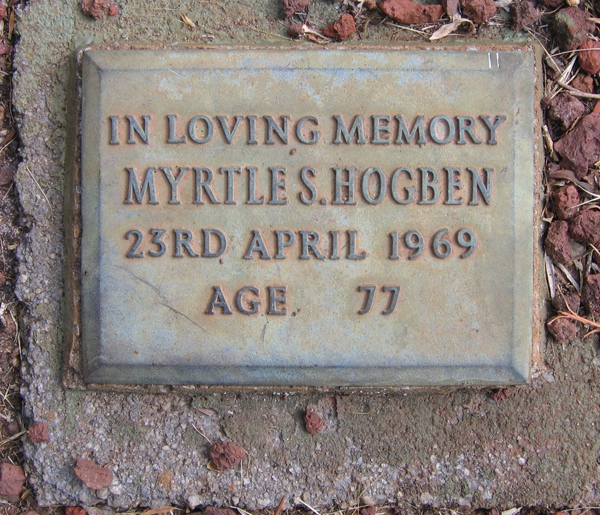 IN LOVING MEMORY
MYRTLE S. HOGBEN
23RD APRIL 1969
AGE 77